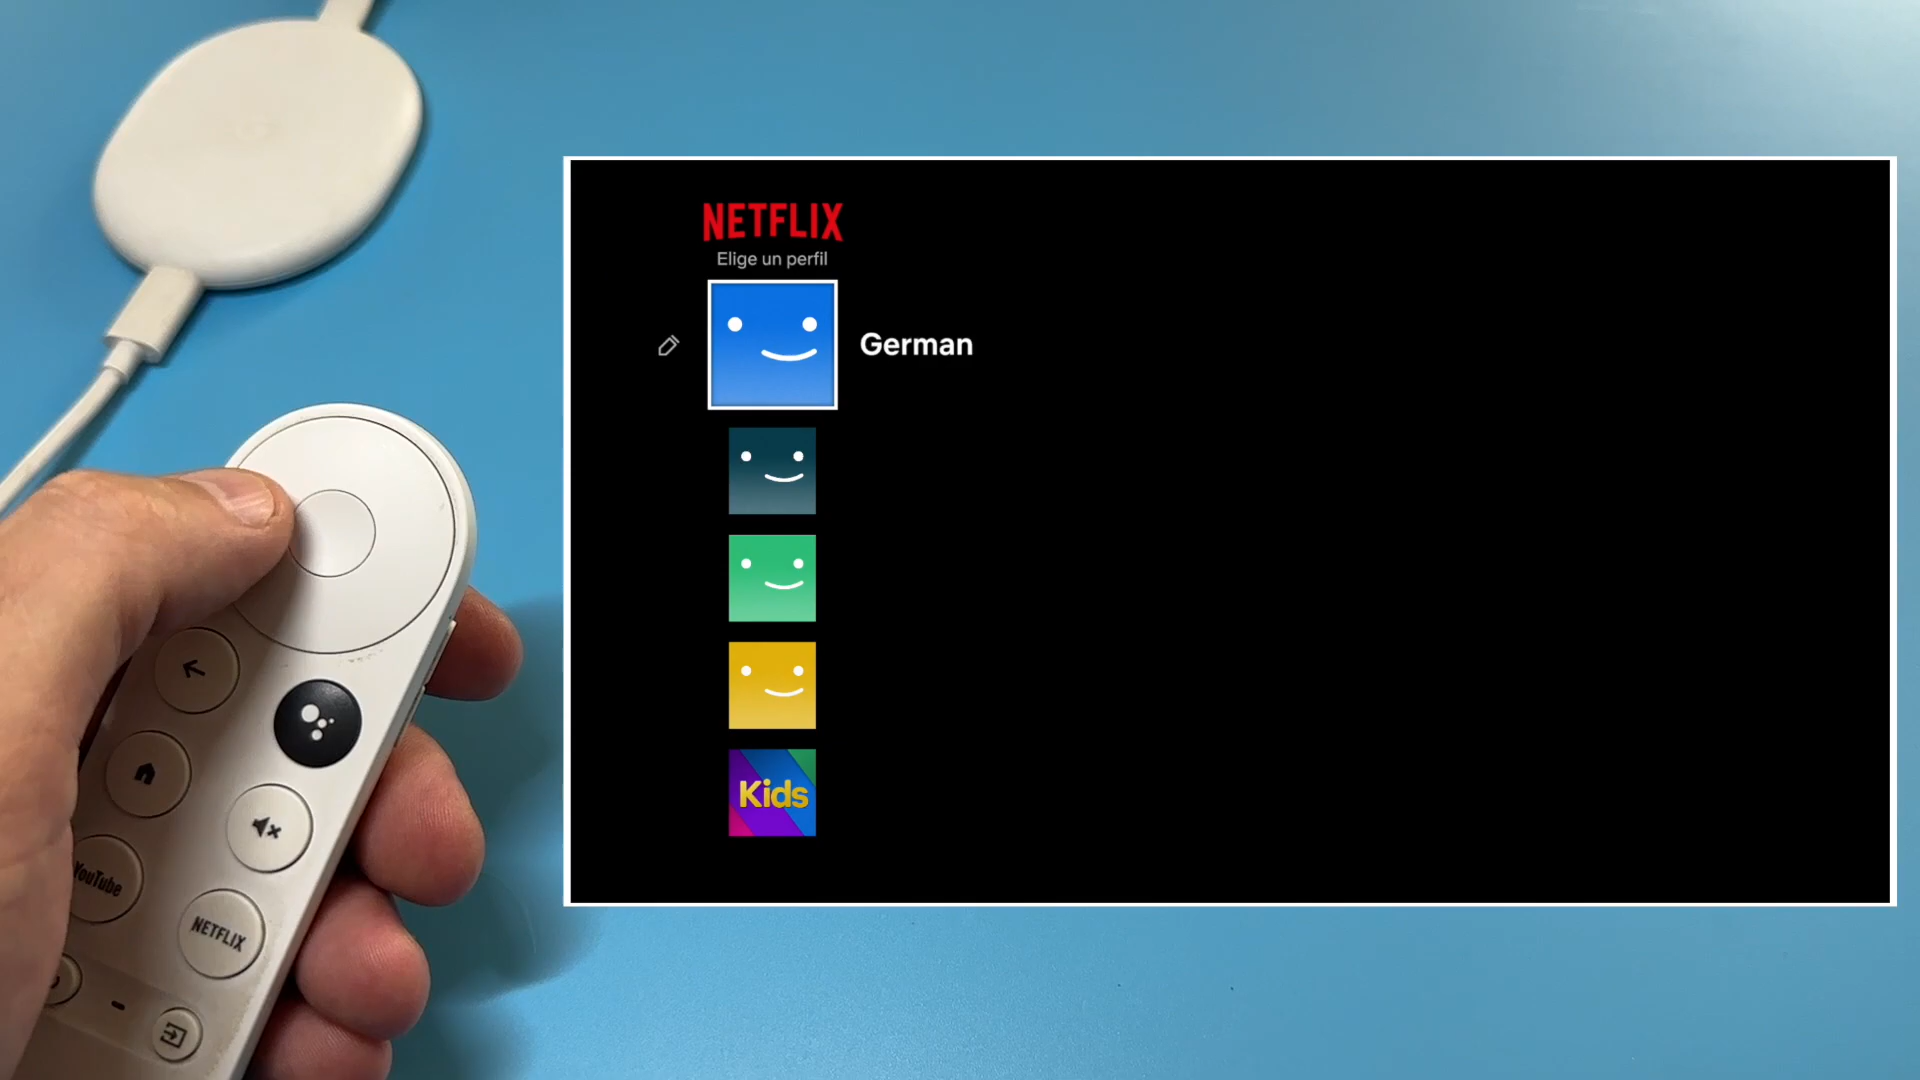 NETFLIX
Elige un perfil
German
Kids
YouTube
NETFLIX